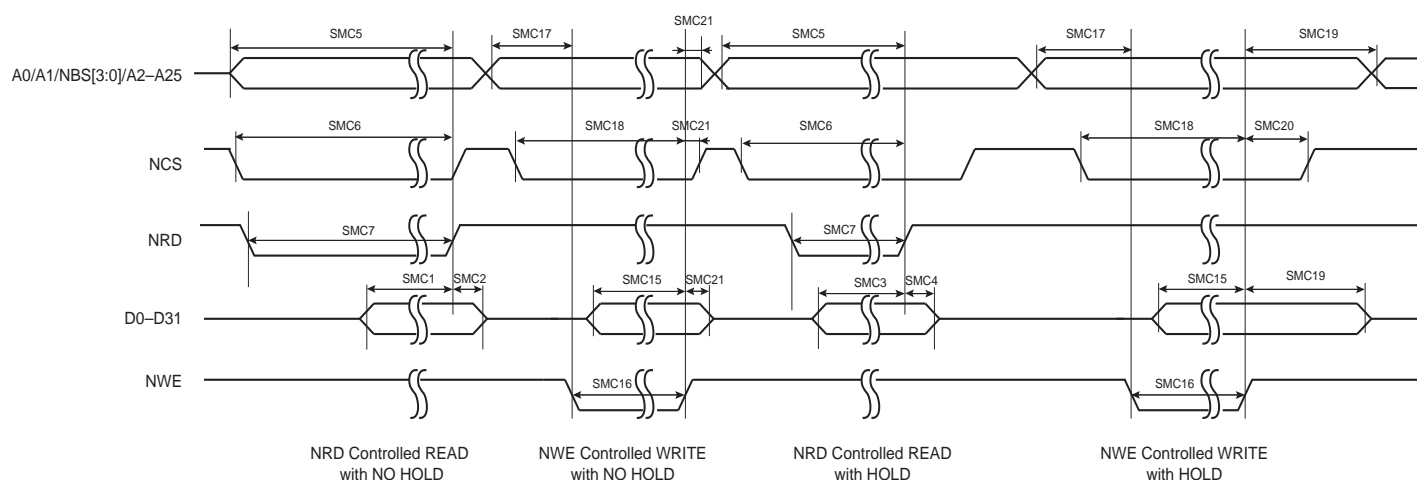 SMC21
SMC5 SMC17 SMC5 SMC17 SMC19
A0/A1/NBS[3:0]/A2–A25
SMC6 SMC18 SMC21 SMC6 SMC18 SMC20
NCS
NRD
SMC7 SMC7
SMC1 SMC2 SMC15 SMC21 SMC3 SMC4 SMC15 SMC19
D0–D31
NWE
SMC16 SMC16
NRD Controlled READ
with NO HOLD
NWE Controlled WRITE
with NO HOLD
NRD Controlled READ
with HOLD
NWE Controlled WRITE
with HOLD